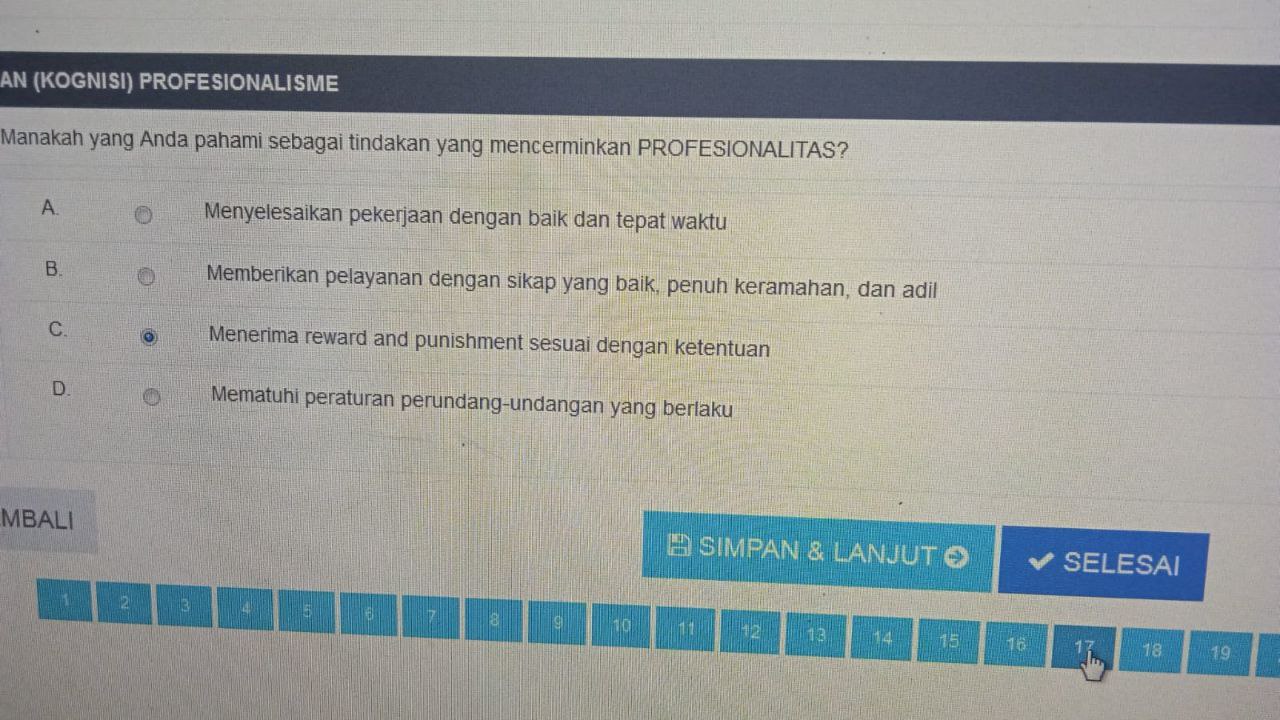 AN (KOGNISI) PROFESIONALISME
Manakah yang Anda pahami sebagai tindakan yang mencerminkan PROFESIONALITAS?
A. Menyelesaikan pekerjaan dengan baik dan tepat waktu
B. Memberikan pelayanan dengan sikap yang baik, penuh keramahan, dan adil
C. Menerima reward and punishment sesuai dengan ketentuan
D. Mematuhi peraturan perundang-undangan yang berlaku
MBALI SIMPAN & LANJUT SELESAI
1 2 3 4 5 6 7 8 9 10 11 12 13 14 15 16 17 18 19